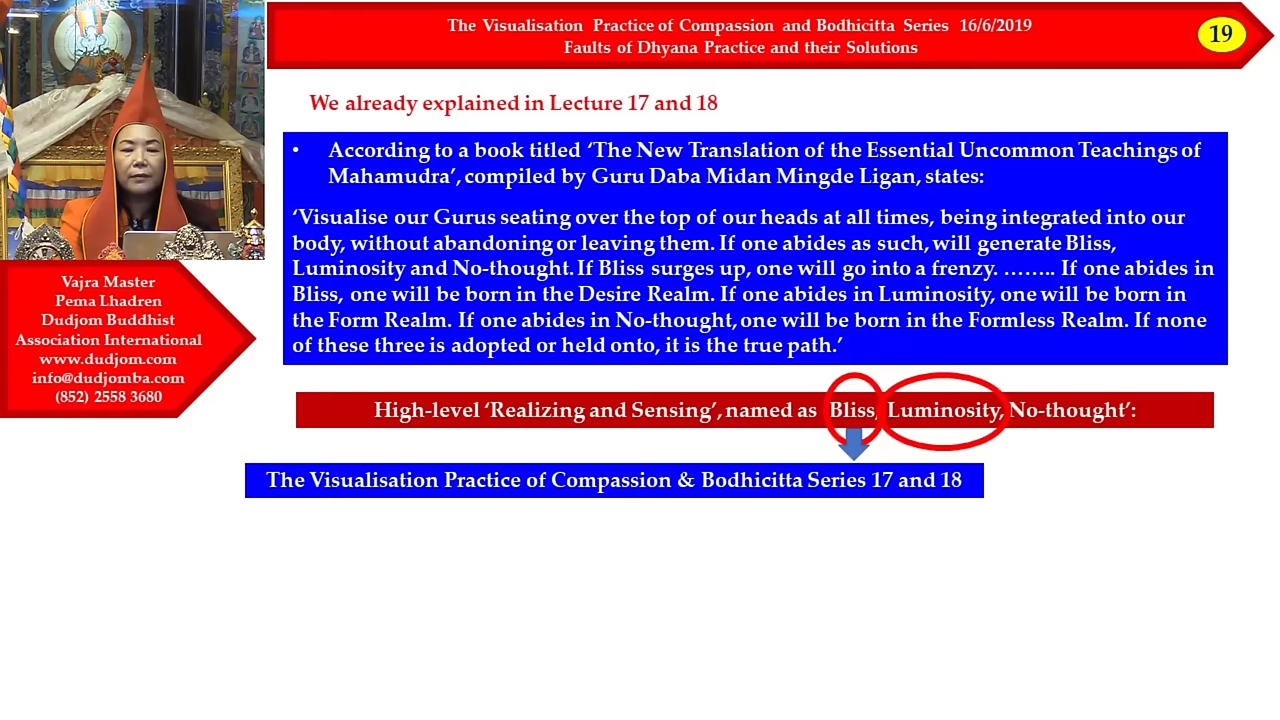 The Visualisation Practice of Compassion and Bodhicitta Series 16/6/2019
Faults of Dhyana Practice and their Solutions
19
We already explained in Lecture 17 and 18
• According to a book titled ‘The New Translation of the Essential Uncommon Teachings of
Mahamudra’, compiled by Guru Daba Midan Mingde Ligan, states:
‘Visualise our Gurus seating over the top of our heads at all times, being integrated into our
body, without abandoning or leaving them. If one abides as such, will generate Bliss,
Luminosity and No-thought. If Bliss surges up, one will go into a frenzy. …….. If one abides in
Bliss, one will be born in the Desire Realm. If one abides in Luminosity, one will be born in
the Form Realm. If one abides in No-thought, one will be born in the Formless Realm. If none
of these three is adopted or held onto, it is the true path.’
Vajra Master
Pema Lhadren
Dudjom Buddhist
Association International
www.dudjom.com
info@dudjomba.com
(852) 2558 3680
High-level ‘Realizing and Sensing’, named as Bliss, Luminosity, No-thought’:
The Visualisation Practice of Compassion & Bodhicitta Series 17 and 18